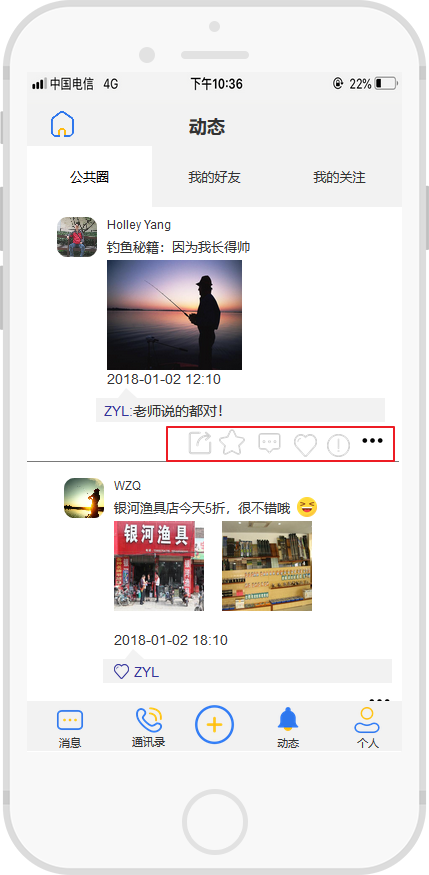 中国电信 4G 下午10:36 22%
动态
公共圈 我的好友 我的关注
Holley Yang
钓鱼秘籍：因为我长得帅
2018-01-02 12:10
ZYL:老师说的都对！
WZQ
银河渔具店今天5折，很不错哦
银河渔具
2018-01-02 18:10
ZYL
消息 通讯录 动态 个人